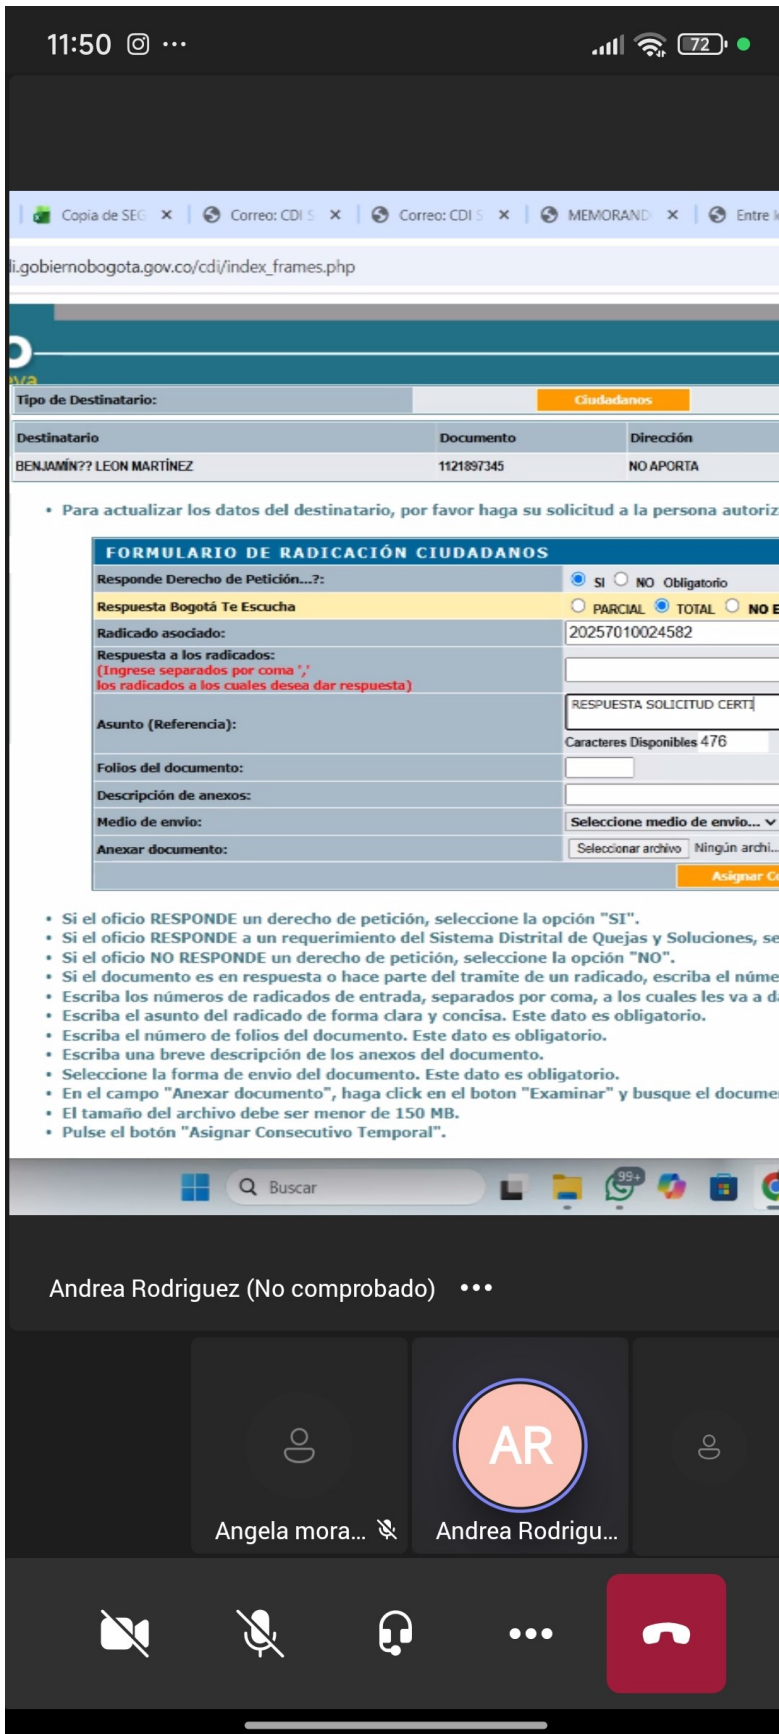 11:50
72
Copia de SEG
Correo: CDI S
Correo: CDI S
MEMORAND
Entre
li.gobiernobogota.gov.co/cdi/index_frames.php
Tipo de Destinatario: Ciudadanos
Destinatario Documento Dirección
BENJAMÍN?? LEON MARTÍNEZ 1121897345 NO APORTA
• Para actualizar los datos del destinatario, por favor haga su solicitud a la persona autoriz
FORMULARIO DE RADICACIÓN CIUDADANOS
Responde Derecho de Petición...?: SI NO Obligatorio
Respuesta Bogotá Te Escucha PARCIAL TOTAL NO E
Radicado asociado: 20257010024582
Respuesta a los radicados:
(Ingrese separados por coma ','
los radicados a los cuales desea dar respuesta)
Asunto (Referencia): RESPUESTA SOLICITUD CERTI
Caracteres Disponibles 476
Folios del documento:
Descripción de anexos:
Medio de envio: Seleccione medio de envio...
Anexar documento: Seleccionar archivo Ningún archi...
Asignar Co
• Si el oficio RESPONDE un derecho de petición, seleccione la opción "SI".
• Si el oficio RESPONDE a un requerimiento del Sistema Distrital de Quejas y Soluciones, se
• Si el oficio NO RESPONDE un derecho de petición, seleccione la opción "NO".
• Si el documento es en respuesta o hace parte del tramite de un radicado, escriba el núme
• Escriba los números de radicados de entrada, separados por coma, a los cuales les va a da
• Escriba el asunto del radicado de forma clara y concisa. Este dato es obligatorio.
• Escriba el número de folios del documento. Este dato es obligatorio.
• Escriba una breve descripción de los anexos del documento.
• Seleccione la forma de envio del documento. Este dato es obligatorio.
• En el campo "Anexar documento", haga click en el boton "Examinar" y busque el docume
• El tamaño del archivo debe ser menor de 150 MB.
• Pulse el botón "Asignar Consecutivo Temporal".
Buscar
99+
Andrea Rodriguez (No comprobado) •••
AR
Angela mora... Andrea Rodrigu...